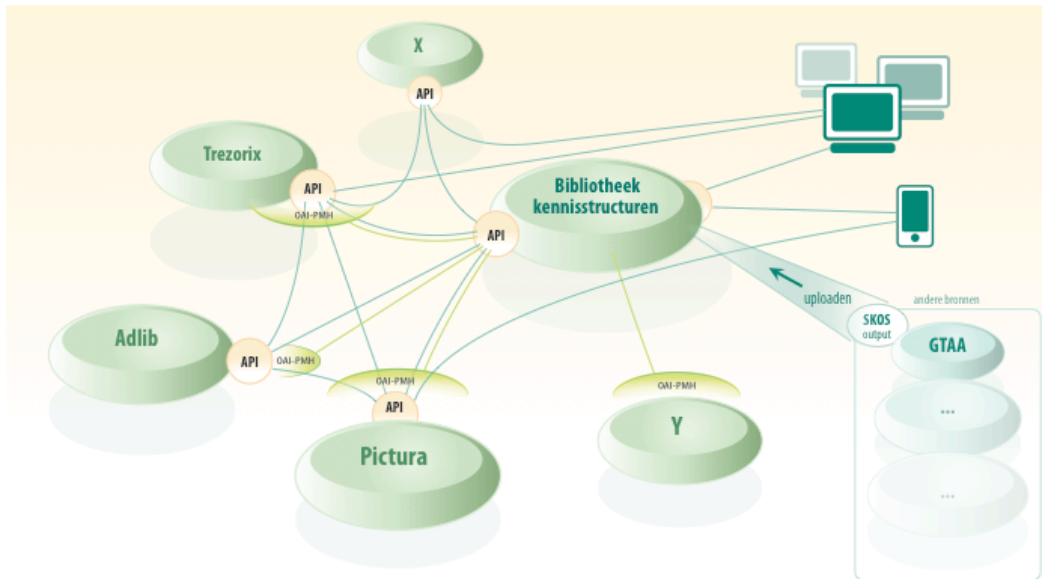 X
API
Trezorix
API
OAI-PMH
Bibliotheek
kennisstructuren
API
uploaden
andere bronnen
SKOS
output
GTAA
...
...
Adlib
API
OAI-PMH
OAI-PMH
API
Pictura
OAI-PMH
Y